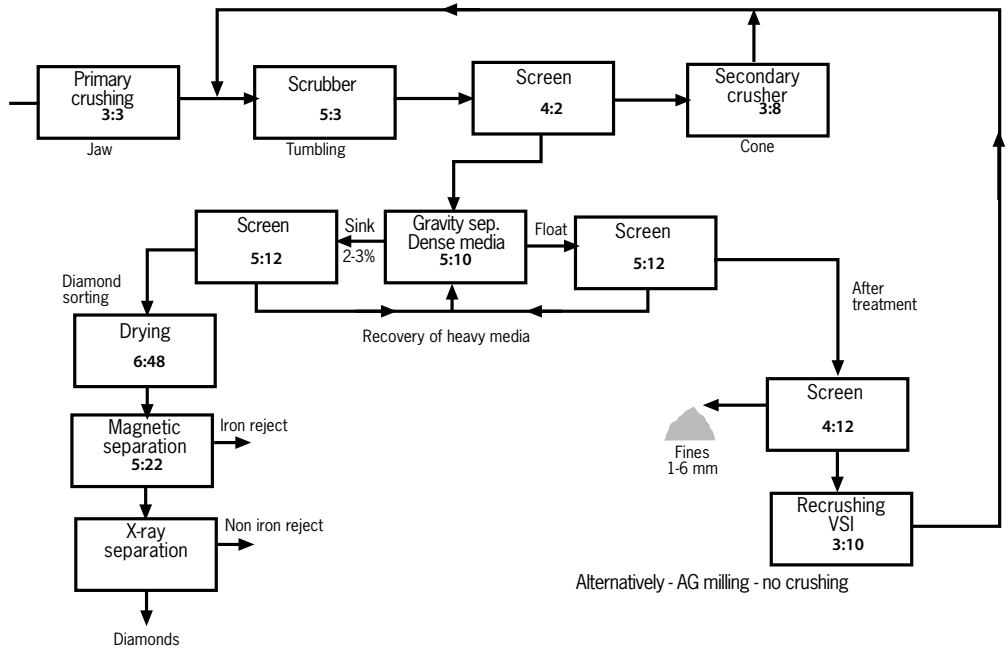 Primary
crushing
3:3
Jaw
Scrubber
5:3
Tumbling
Screen
4:2
Secondary
crusher
3:8
Cone
Screen
5:12
Sink
2-3%
Gravity sep.
Dense media
5:10
Float
Screen
5:12
Recovery of heavy media
After
treatment
Diamond
sorting
Drying
6:48
Magnetic
separation
5:22
Iron reject
X-ray
separation
Non iron reject
Diamonds
Screen
4:12
Fines
1-6 mm
Recrushing
VSI
3:10
Alternatively - AG milling - no crushing